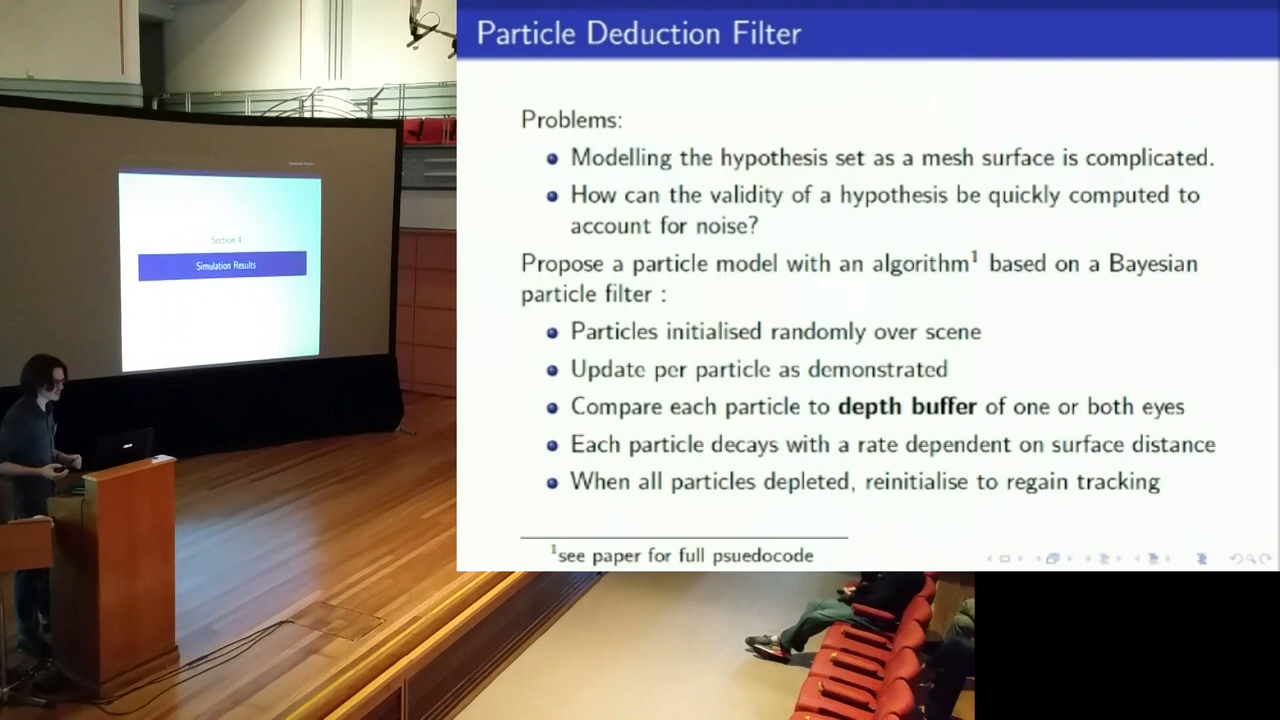 Particle Deduction Filter
Problems:
Modelling the hypothesis set as a mesh surface is complicated.
How can the validity of a hypothesis be quickly computed to
account for noise?
Propose a particle model with an algorithm1 based on a Bayesian
particle filter :
Particles initialised randomly over scene
Update per particle as demonstrated
Compare each particle to depth buffer of one or both eyes
Each particle decays with a rate dependent on surface distance
When all particles depleted, reinitialise to regain tracking
1see paper for full psuedocode
Section 4
Simulation Results